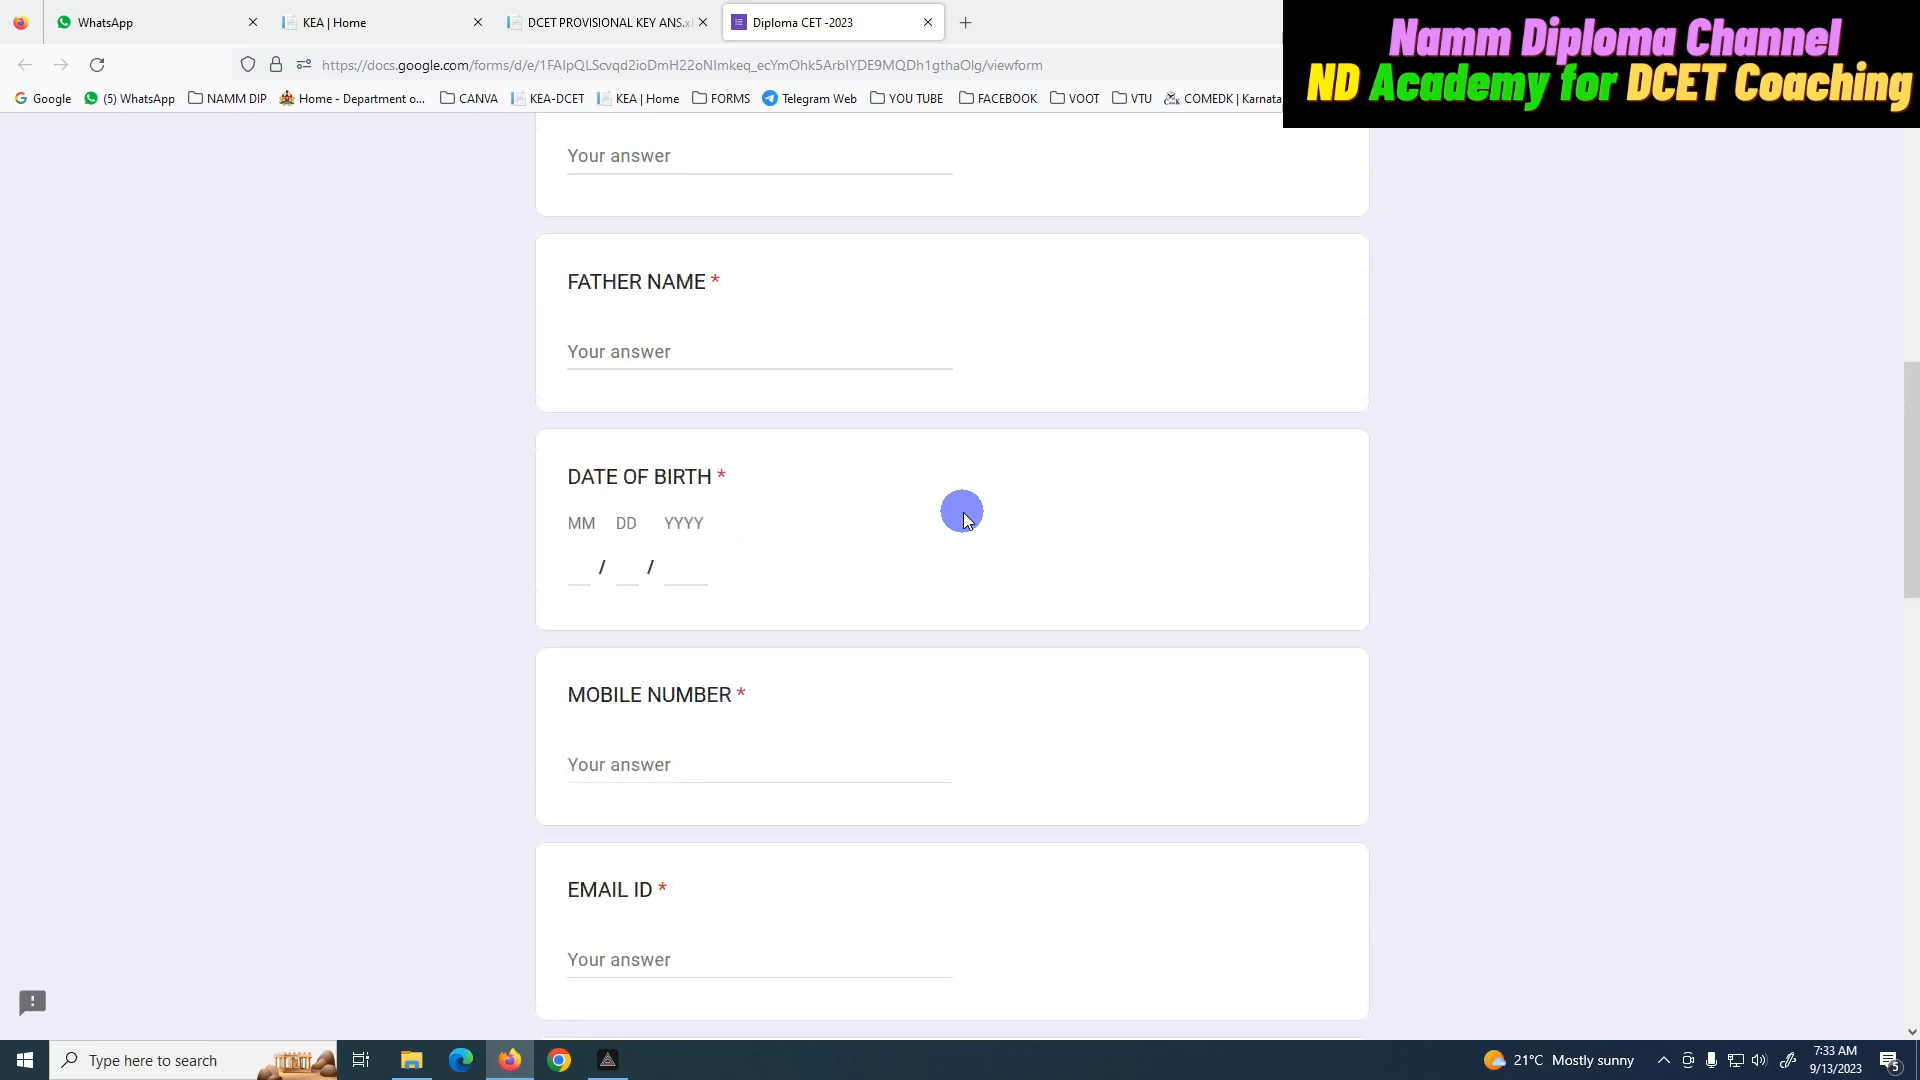 WhatsApp
KEA | Home
DCET PROVISIONAL KEY ANS.x
Diploma CET -2023
Namm Diploma Channel
ND Academy for DCET Coaching
https://docs.google.com/forms/d/e/1FAIpQLScvqd2ioDmH22oNImkeq_ecYmOhk5ArbIYDE9MQDh1gthaOlg/viewform
Google
(5) WhatsApp
NAMM DIP
Home - Department o...
CANVA
KEA-DCET
KEA | Home
FORMS
Telegram Web
YOU TUBE
FACEBOOK
VOOT
VTU
COMEDK | Karnata
Your answer
FATHER NAME *
Your answer
DATE OF BIRTH *
MM DD YYYY
/ /
MOBILE NUMBER *
Your answer
EMAIL ID *
Your answer
Type here to search
21°C Mostly sunny
7:33 AM
9/13/2023
5